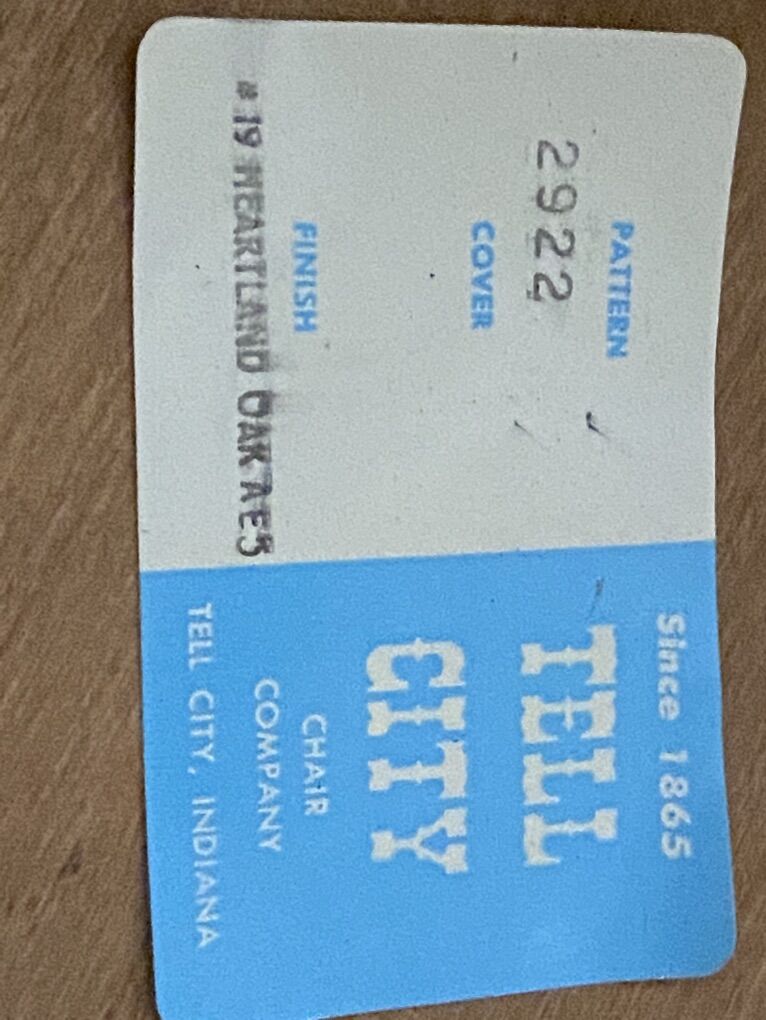 PATTERN
2922
COVER
FINISH
#19 HEARTLAND OAK AE5
Since 1865
TELL
CITY
CHAIR
COMPANY
TELL CITY, INDIANA